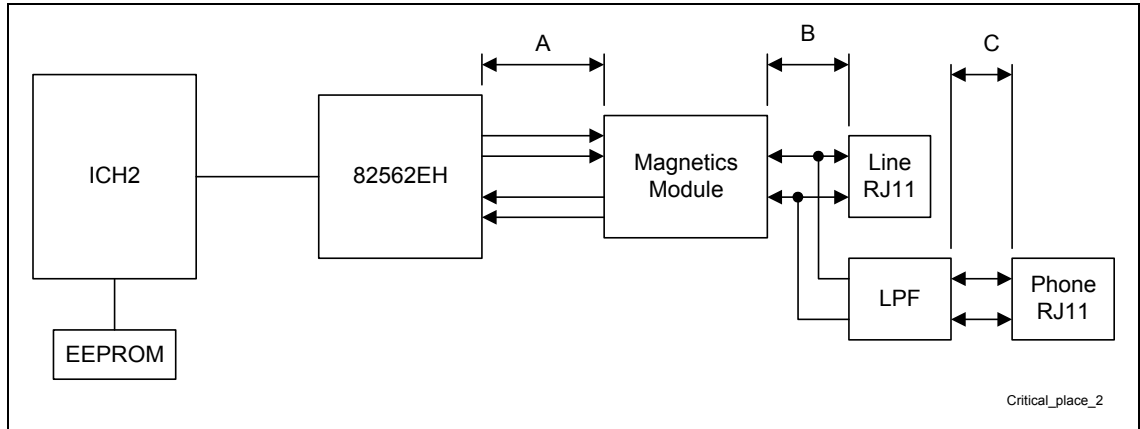 A
B
C
ICH2
82562EH
Magnetics
Module
Line
RJ11
LPF
Phone
RJ11
EEPROM
Critical_place_2